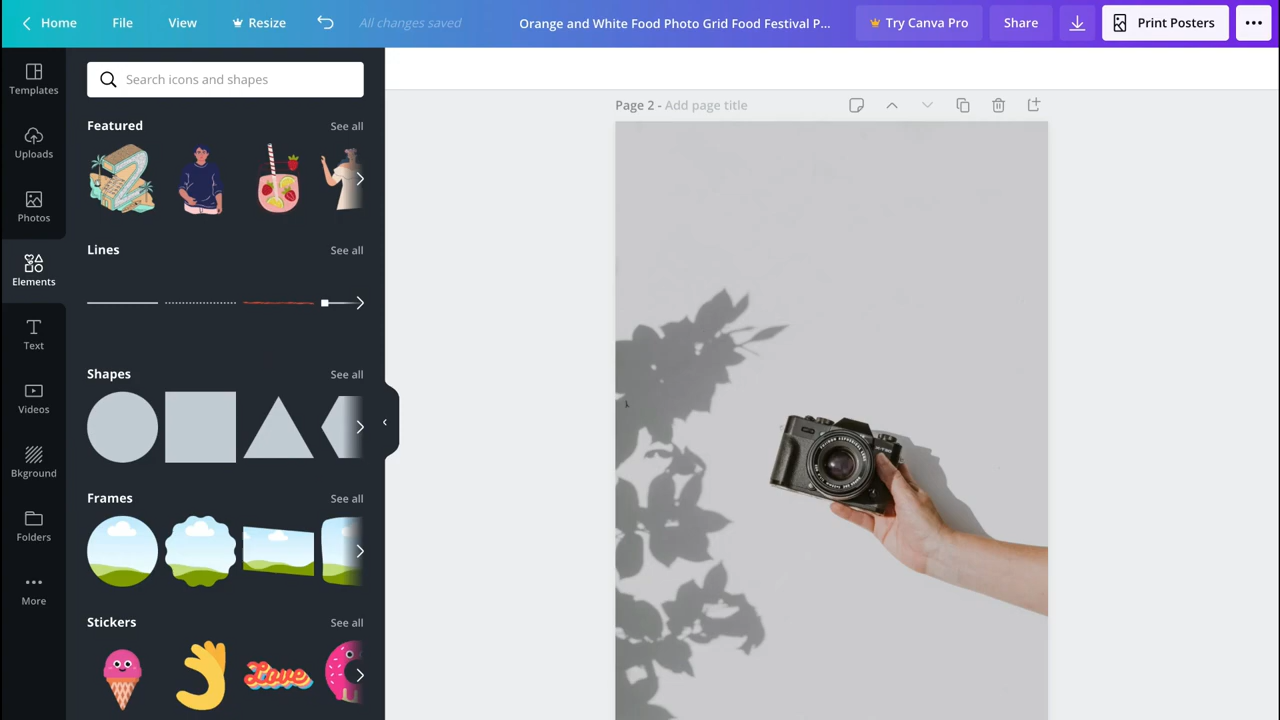 Home
File
View
Resize
All changes saved
Orange and White Food Photo Grid Food Festival P...
Try Canva Pro
Share
Print Posters
Templates
Uploads
Photos
Elements
Text
Videos
Bkground
Folders
More
Search icons and shapes
Featured
See all
Lines
See all
Shapes
See all
Frames
See all
Stickers
See all
Love
Page 2 - Add page title